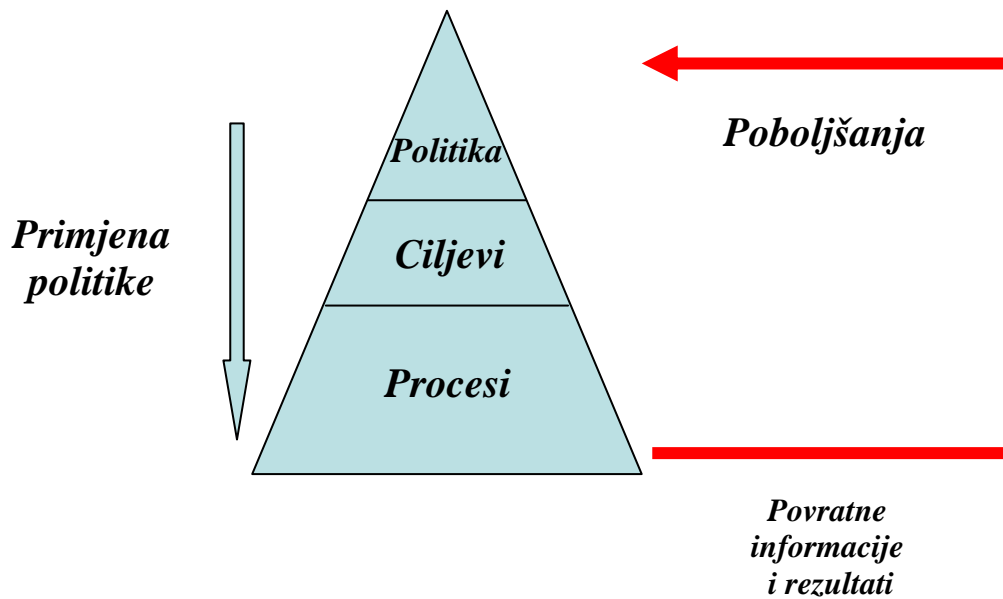 Politika
Ciljevi
Procesi
Primjena
politike
Poboljšanja
Povratne
informacije
i rezultati